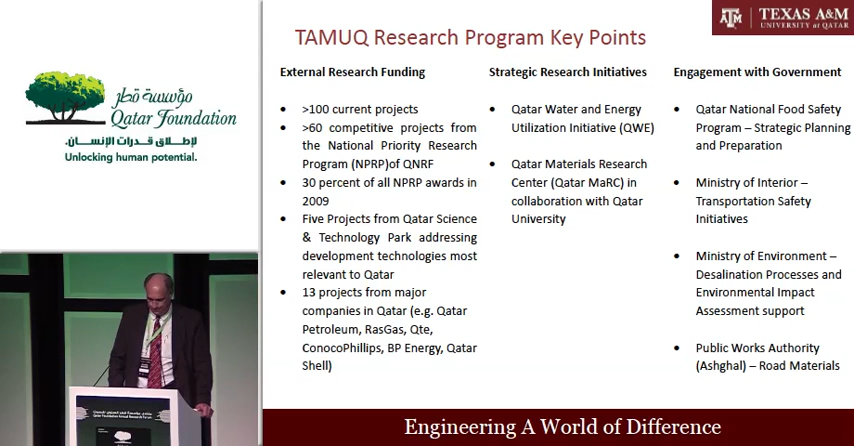 مؤسسة قطر
Qatar Foundation
لإطلاق قدرات الإنسان.
Unlocking human potential.
Qatar Foundation Annual Research Forum
ATM
TEXAS A&M
UNIVERSITY at QATAR
TAMUQ Research Program Key Points
External Research Funding
• >100 current projects
• >60 competitive projects from
the National Priority Research
Program (NPRP)of QNRF
• 30 percent of all NPRP awards in
2009
• Five Projects from Qatar Science
& Technology Park addressing
development technologies most
relevant to Qatar
• 13 projects from major
companies in Qatar (e.g. Qatar
Petroleum, RasGas, Qte,
ConocoPhillips, BP Energy, Qatar
Shell)
Strategic Research Initiatives
• Qatar Water and Energy
Utilization Initiative (QWE)
• Qatar Materials Research
Center (Qatar MaRC) in
collaboration with Qatar
University
Engagement with Government
• Qatar National Food Safety
Program – Strategic Planning
and Preparation
• Ministry of Interior –
Transportation Safety
Initiatives
• Ministry of Environment –
Desalination Processes and
Environmental Impact
Assessment support
• Public Works Authority
(Ashghal) – Road Materials
Engineering A World of Difference